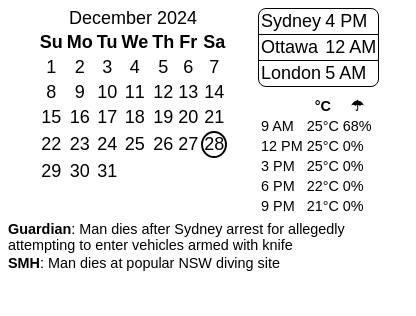 December 2024
Su Mo Tu We Th Fr Sa
1 2 3 4 5 6 7
8 9 10 11 12 13 14
15 16 17 18 19 20 21
22 23 24 25 26 27 28
29 30 31
Sydney 4 PM
Ottawa 12 AM
London 5 AM
°C ☂
9 AM 25°C 68%
12 PM 25°C 0%
3 PM 25°C 0%
6 PM 22°C 0%
9 PM 21°C 0%
Guardian: Man dies after Sydney arrest for allegedly
attempting to enter vehicles armed with knife
SMH: Man dies at popular NSW diving site